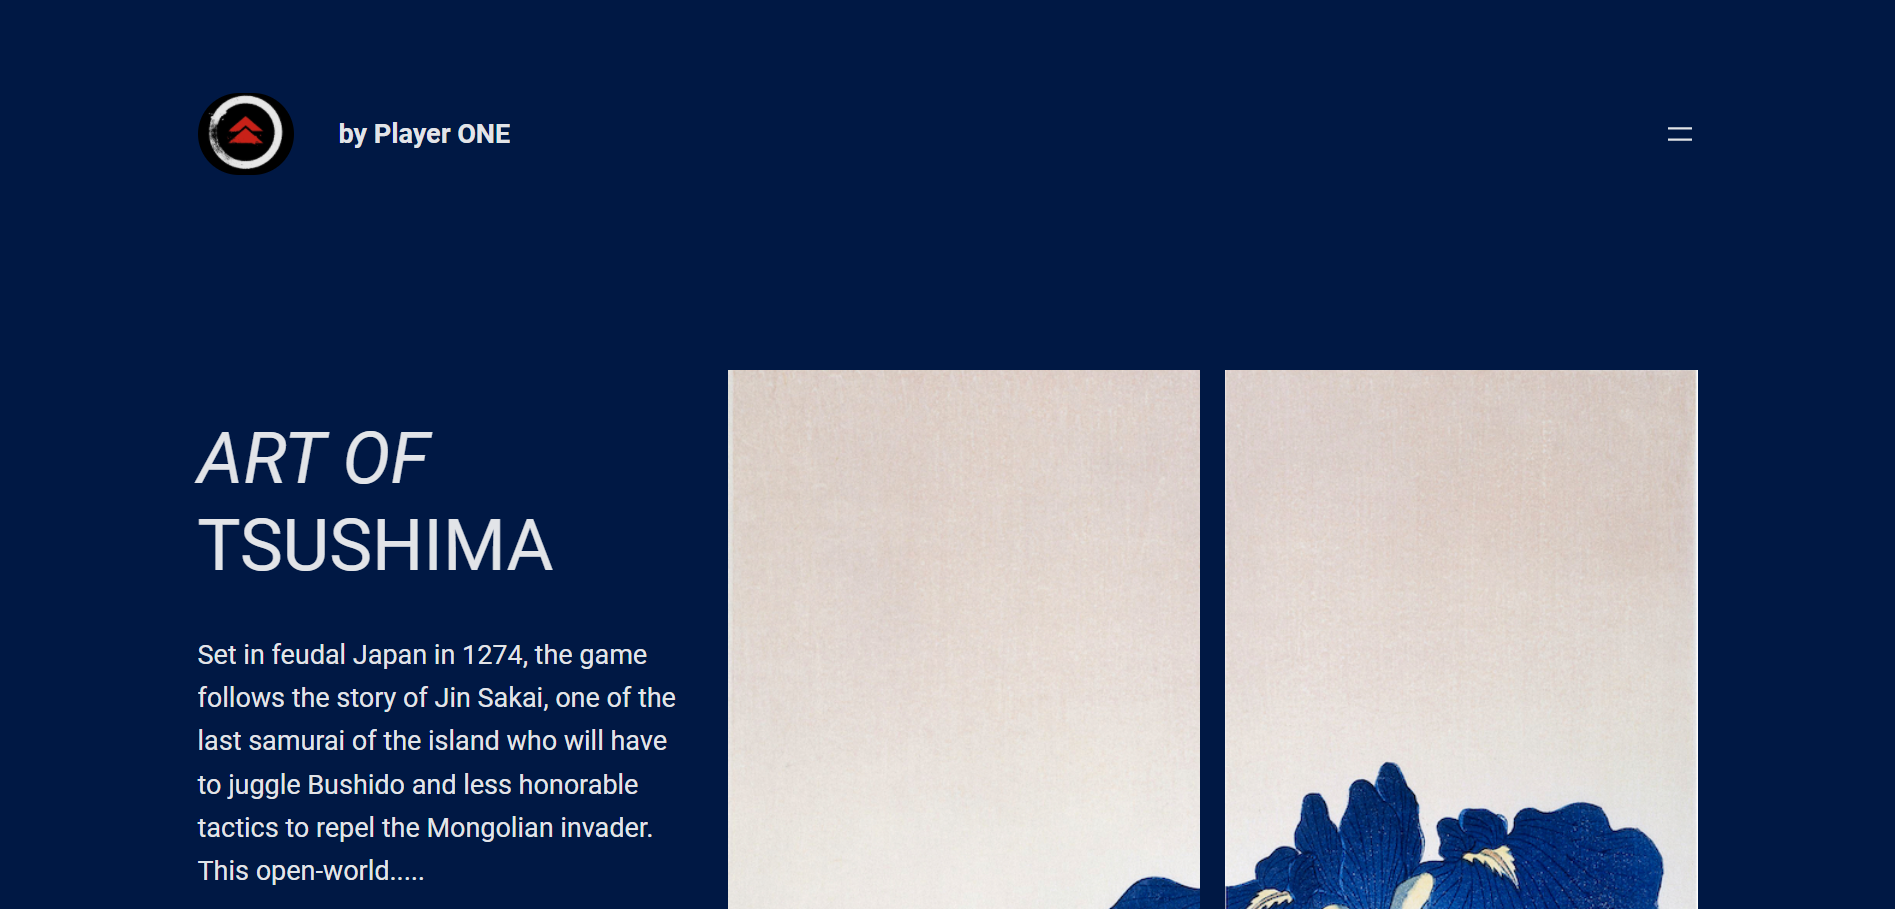 by Player ONE
ART OF
TSUSHIMA
Set in feudal Japan in 1274, the game
follows the story of Jin Sakai, one of the
last samurai of the island who will have
to juggle Bushido and less honorable
tactics to repel the Mongolian invader.
This open-world.....